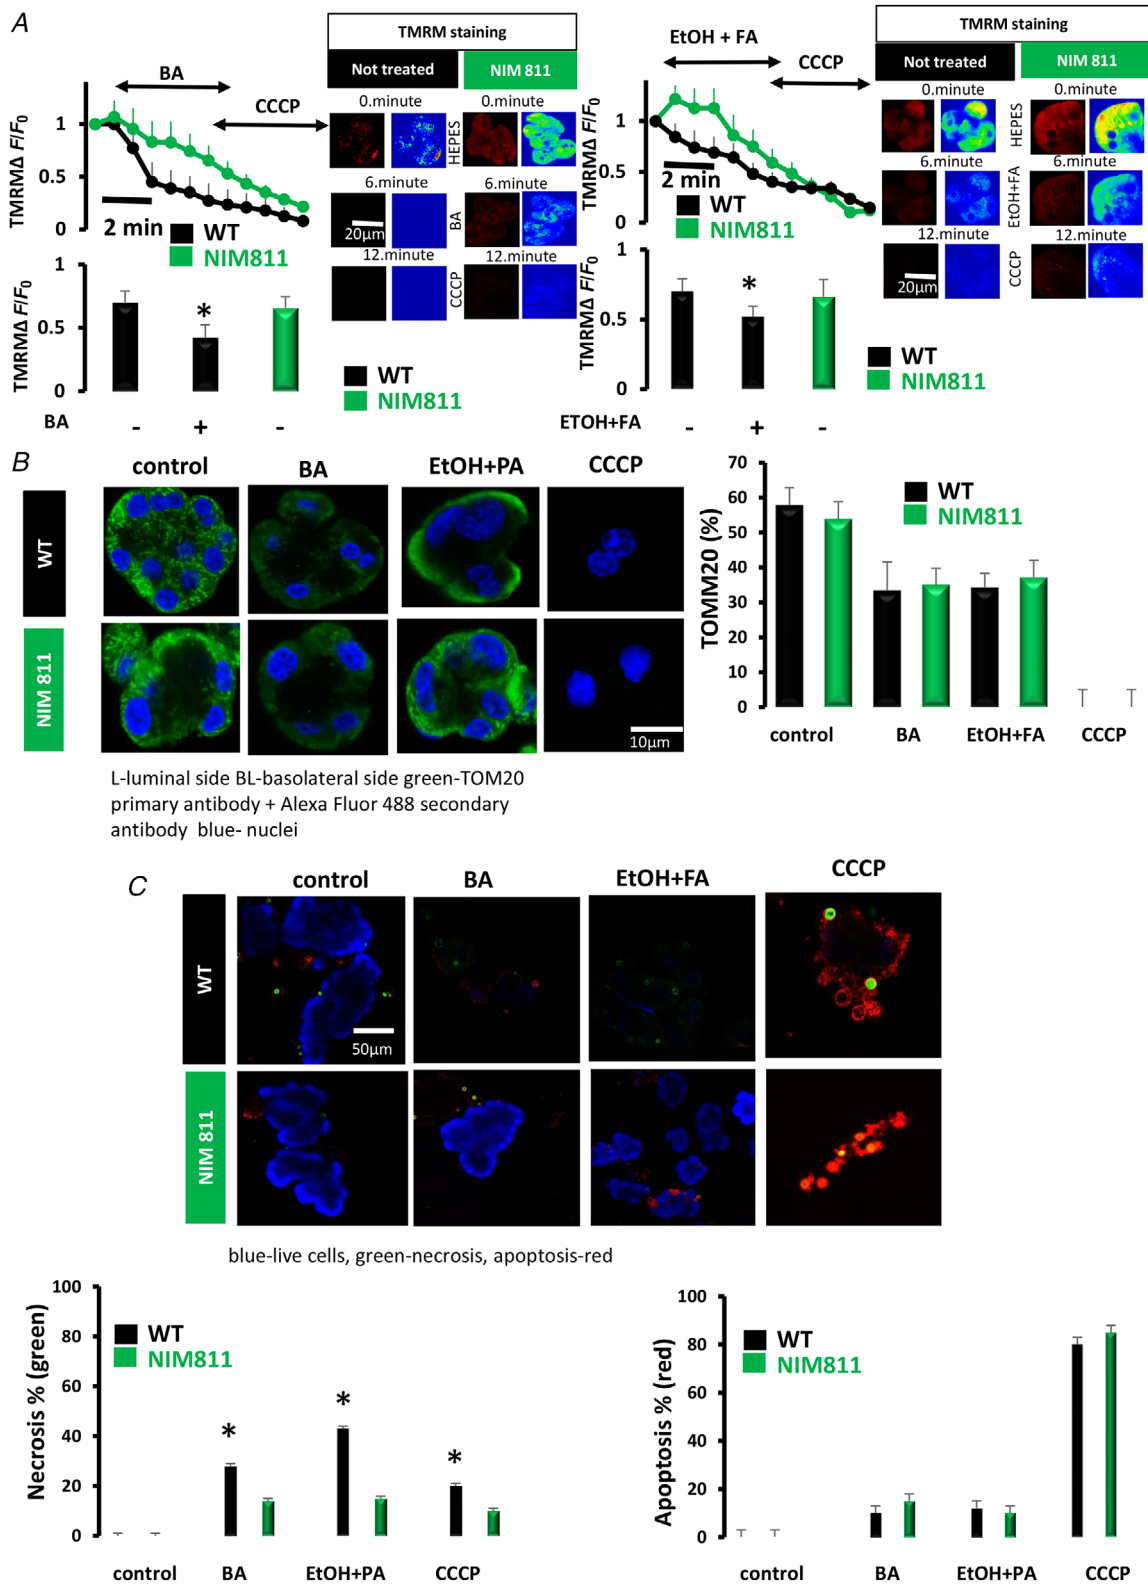 A
TMRM staining
Not treated
NIM 811
BA
CCCP
TMRMΔ F/F0
1
0.5
0
2 min
WT
NIM811
0.minute
0.minute
HEPES
6.minute
6.minute
BA
20µm
12.minute
12.minute
CCCP
TMRMΔ F/F0
1
0.5
0
WT
NIM811
BA
- + -
TMRM staining
Not treated
NIM 811
EtOH + FA
CCCP
TMRMΔ F/F0
1
0.5
0
2 min
WT
NIM811
0.minute
0.minute
HEPES
6.minute
6.minute
EtOH+FA
12.minute
12.minute
20µm
CCCP
TMRMΔ F/F0
1
0.5
0
*
*
WT
NIM811
ETOH+FA
- + -
B
control BA EtOH+PA CCCP
WT
NIM 811
10µm
L-luminal side BL-basolateral side green-TOM20
primary antibody + Alexa Fluor 488 secondary
antibody blue- nuclei
TOMM20 (%)
70
60
50
40
30
20
10
0
WT
NIM811
control BA EtOH+FA CCCP
C
control BA EtOH+FA CCCP
WT
NIM 811
50µm
blue-live cells, green-necrosis, apoptosis-red
Necrosis % (green)
100
80
60
40
20
0
WT
NIM811
* * *
control BA EtOH+PA CCCP
Apoptosis % (red)
100
80
60
40
20
0
WT
NIM811
control BA EtOH+PA CCCP